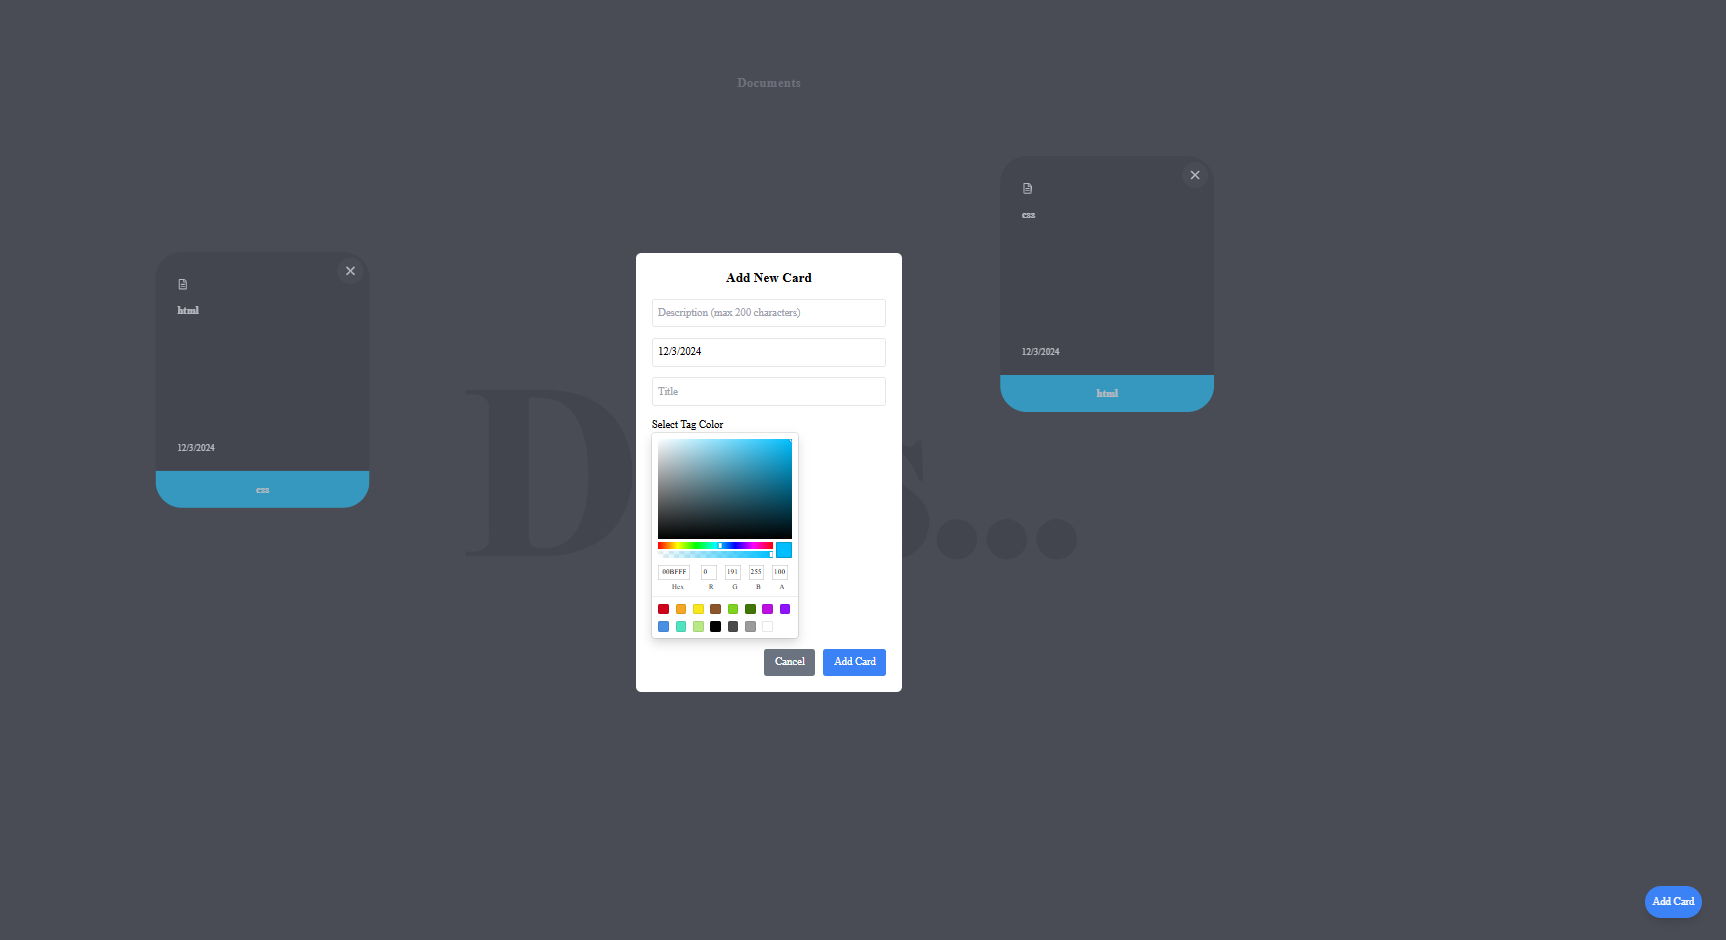 Documents
css
12/3/2024
html
html
12/3/2024
css
Add New Card
Description (max 200 characters)
12/3/2024
Title
Select Tag Color
00BFFF 0 191 255 100
Hex R G B A
Cancel Add Card
Add Card